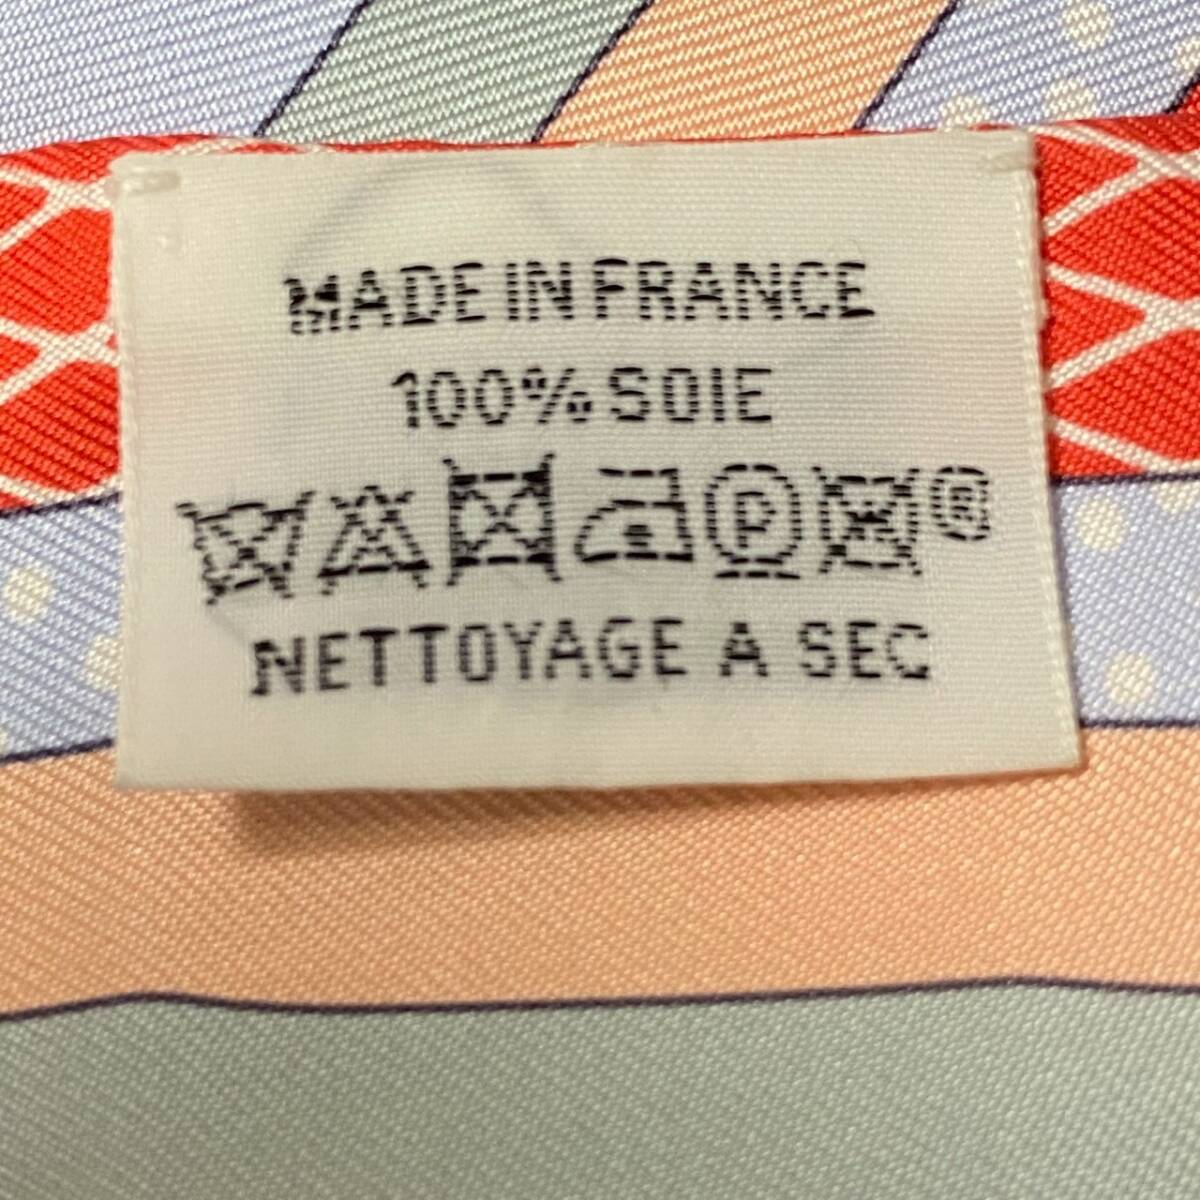 MADE IN FRANCE
100% SOIE
P ®
NETTOYAGE A SEC